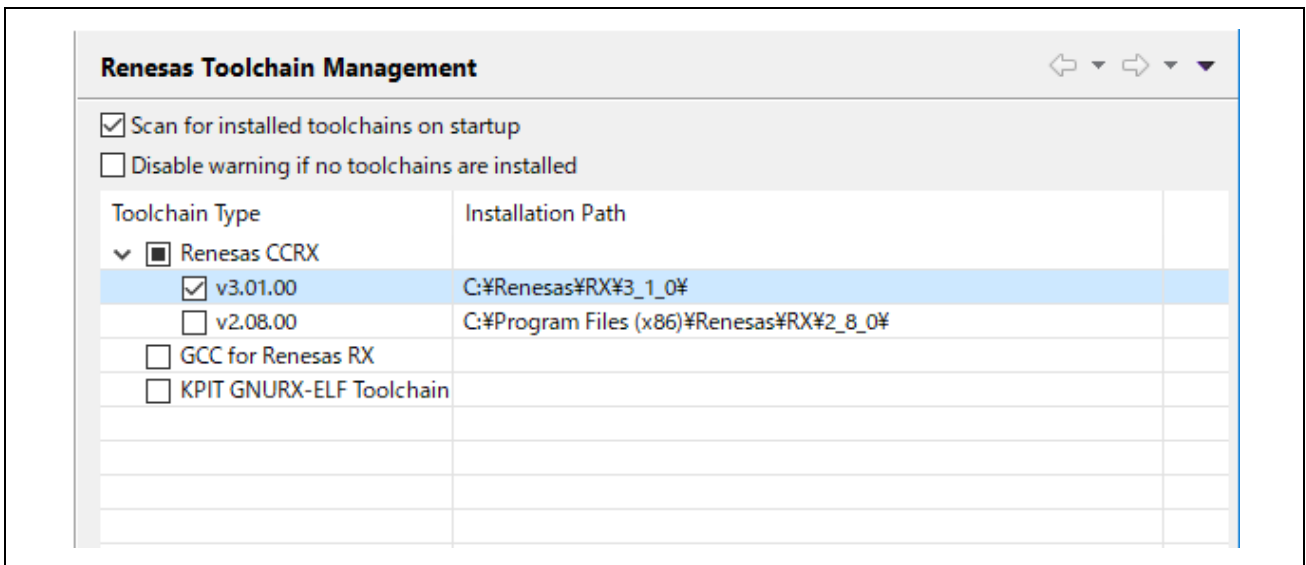 Renesas Toolchain Management
Scan for installed toolchains on startup
Disable warning if no toolchains are installed
Toolchain Type Installation Path
Renesas CCRX
v3.01.00 C:¥Renesas¥RX¥3_1_0¥
v2.08.00 C:¥Program Files (x86)¥Renesas¥RX¥2_8_0¥
GCC for Renesas RX
KPIT GNURX-ELF Toolchain